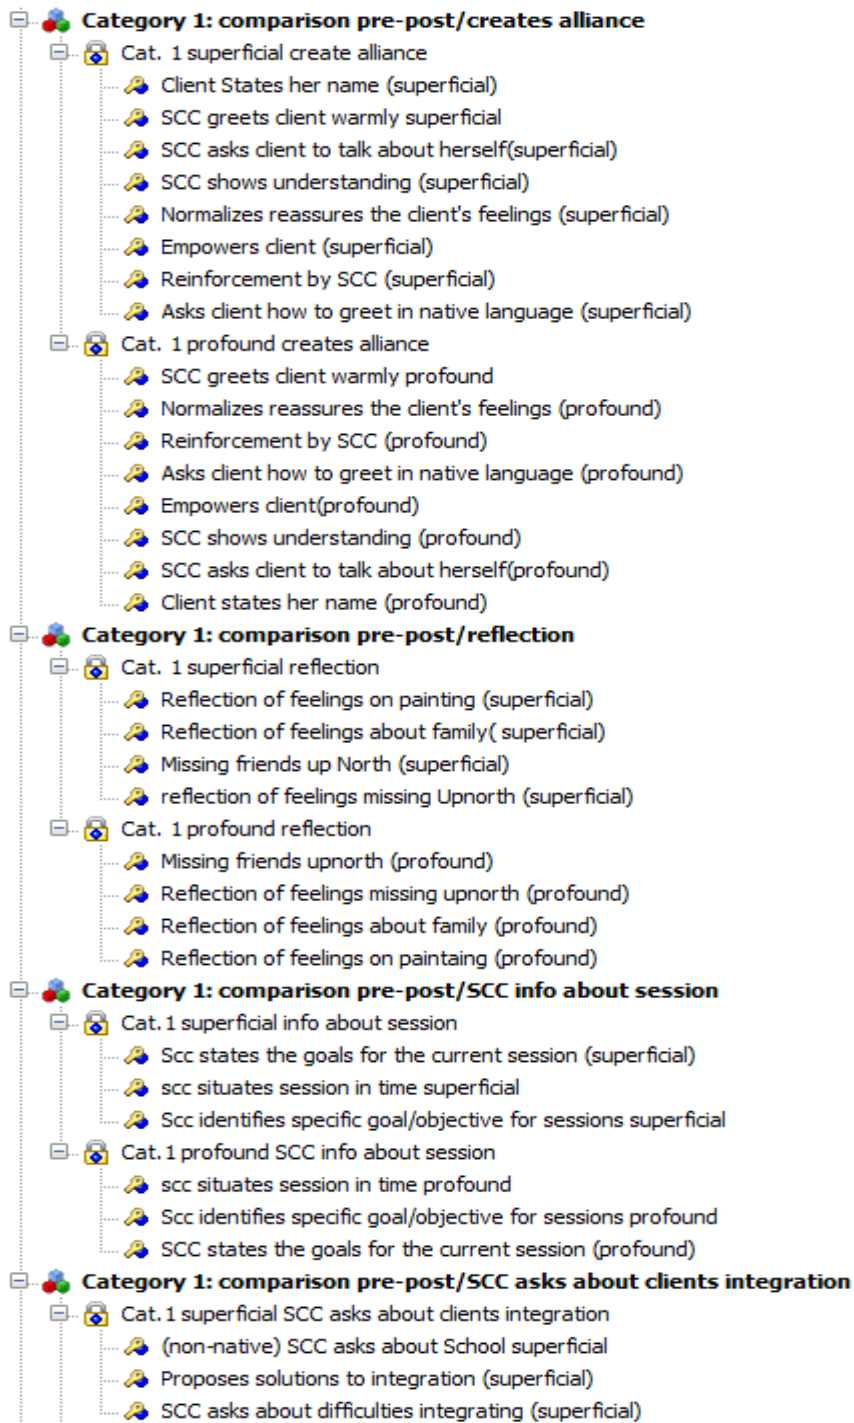 Category 1: comparison pre-post/creates alliance
Cat. 1 superficial create alliance
Client States her name (superficial)
SCC greets client warmly superficial
SCC asks client to talk about herself(superficial)
SCC shows understanding (superficial)
Normalizes reassures the client's feelings (superficial)
Empowers client (superficial)
Reinforcement by SCC (superficial)
Asks client how to greet in native language (superficial)
Cat. 1 profound creates alliance
SCC greets client warmly profound
Normalizes reassures the client's feelings (profound)
Reinforcement by SCC (profound)
Asks client how to greet in native language (profound)
Empowers client(profound)
SCC shows understanding (profound)
SCC asks client to talk about herself(profound)
Client states her name (profound)
Category 1: comparison pre-post/reflection
Cat. 1 superficial reflection
Reflection of feelings on painting (superficial)
Reflection of feelings about family( superficial)
Missing friends up North (superficial)
reflection of feelings missing Upnorth (superficial)
Cat. 1 profound reflection
Missing friends upnorth (profound)
Reflection of feelings missing upnorth (profound)
Reflection of feelings about family (profound)
Reflection of feelings on paintaing (profound)
Category 1: comparison pre-post/SCC info about session
Cat. 1 superficial info about session
Scc states the goals for the current session (superficial)
scc situates session in time superficial
Scc identifies specific goal/objective for sessions superficial
Cat. 1 profound SCC info about session
scc situates session in time profound
Scc identifies specific goal/objective for sessions profound
SCC states the goals for the current session (profound)
Category 1: comparison pre-post/SCC asks about clients integration
Cat. 1 superficial SCC asks about clients integration
(non-native) SCC asks about School superficial
Proposes solutions to integration (superficial)
SCC asks about difficulties integrating (superficial)